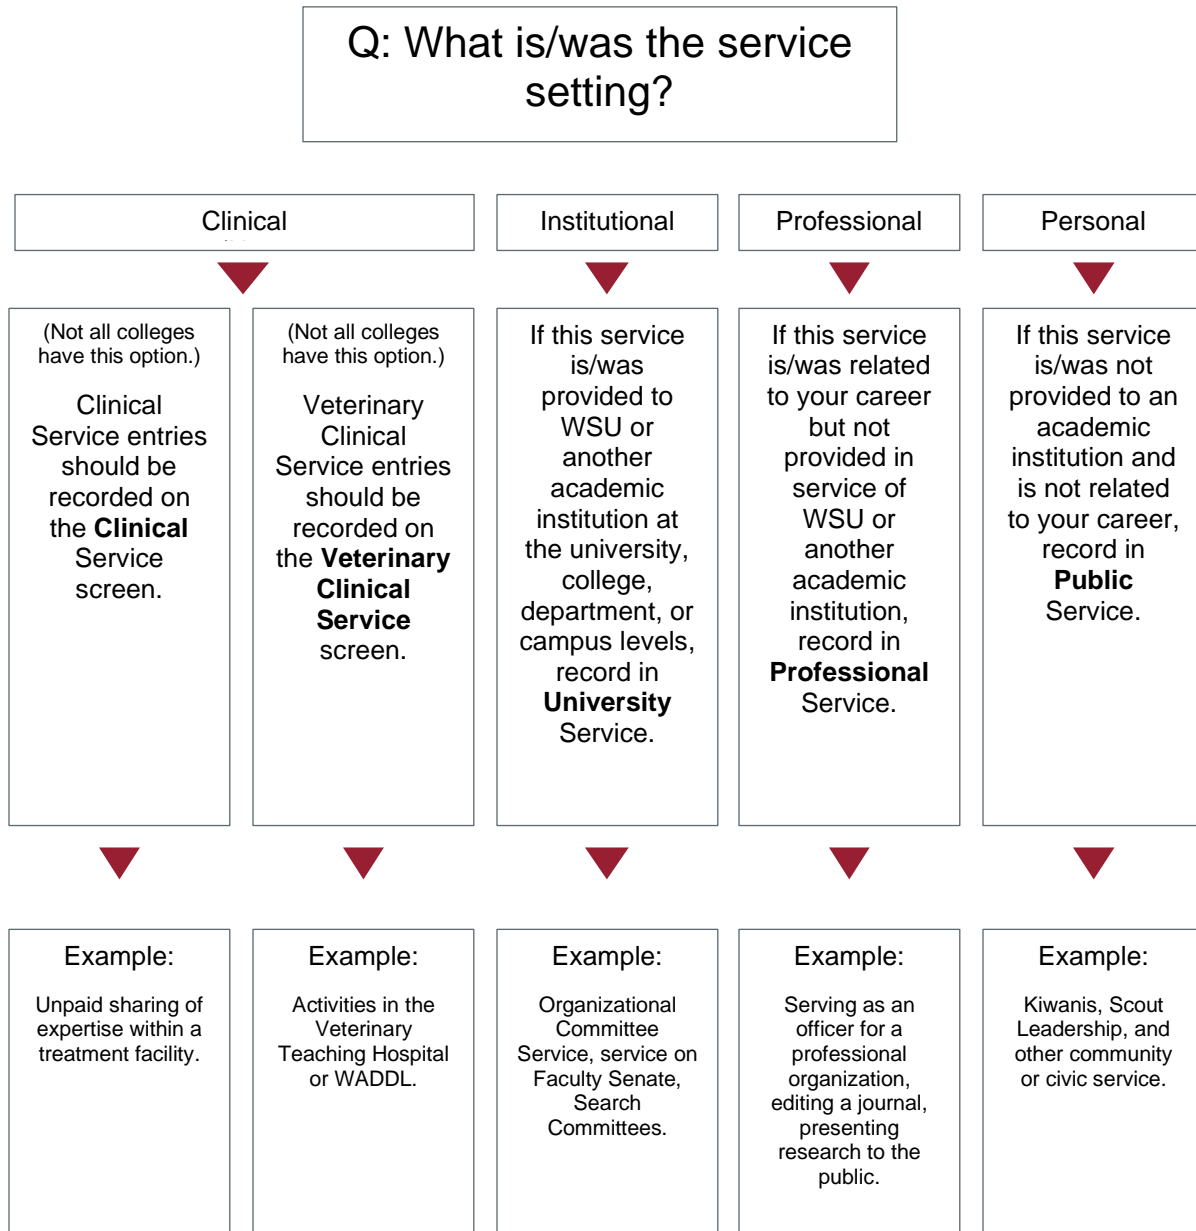 Q: What is/was the service
setting?
Clinical
Institutional
Professional
Personal
(Not all colleges
have this option.)
Clinical
Service entries
should be
recorded on
the Clinical
Service
screen.
(Not all colleges
have this option.)
Veterinary
Clinical
Service entries
should be
recorded on
the Veterinary
Clinical
Service
screen.
If this service
is/was
provided to
WSU or
another
academic
institution at
the university,
college,
department, or
campus levels,
record in
University
Service.
If this service
is/was related
to your career
but not
provided in
service of
WSU or
another
academic
institution,
record in
Professional
Service.
If this service
is/was not
provided to an
academic
institution and
is not related
to your career,
record in
Public
Service.
Example:
Unpaid sharing of
expertise within a
treatment facility.
Example:
Activities in the
Veterinary
Teaching Hospital
or WADDL.
Example:
Organizational
Committee
Service, service on
Faculty Senate,
Search
Committees.
Example:
Serving as an
officer for a
professional
organization,
editing a journal,
presenting
research to the
public.
Example:
Kiwanis, Scout
Leadership, and
other community
or civic service.